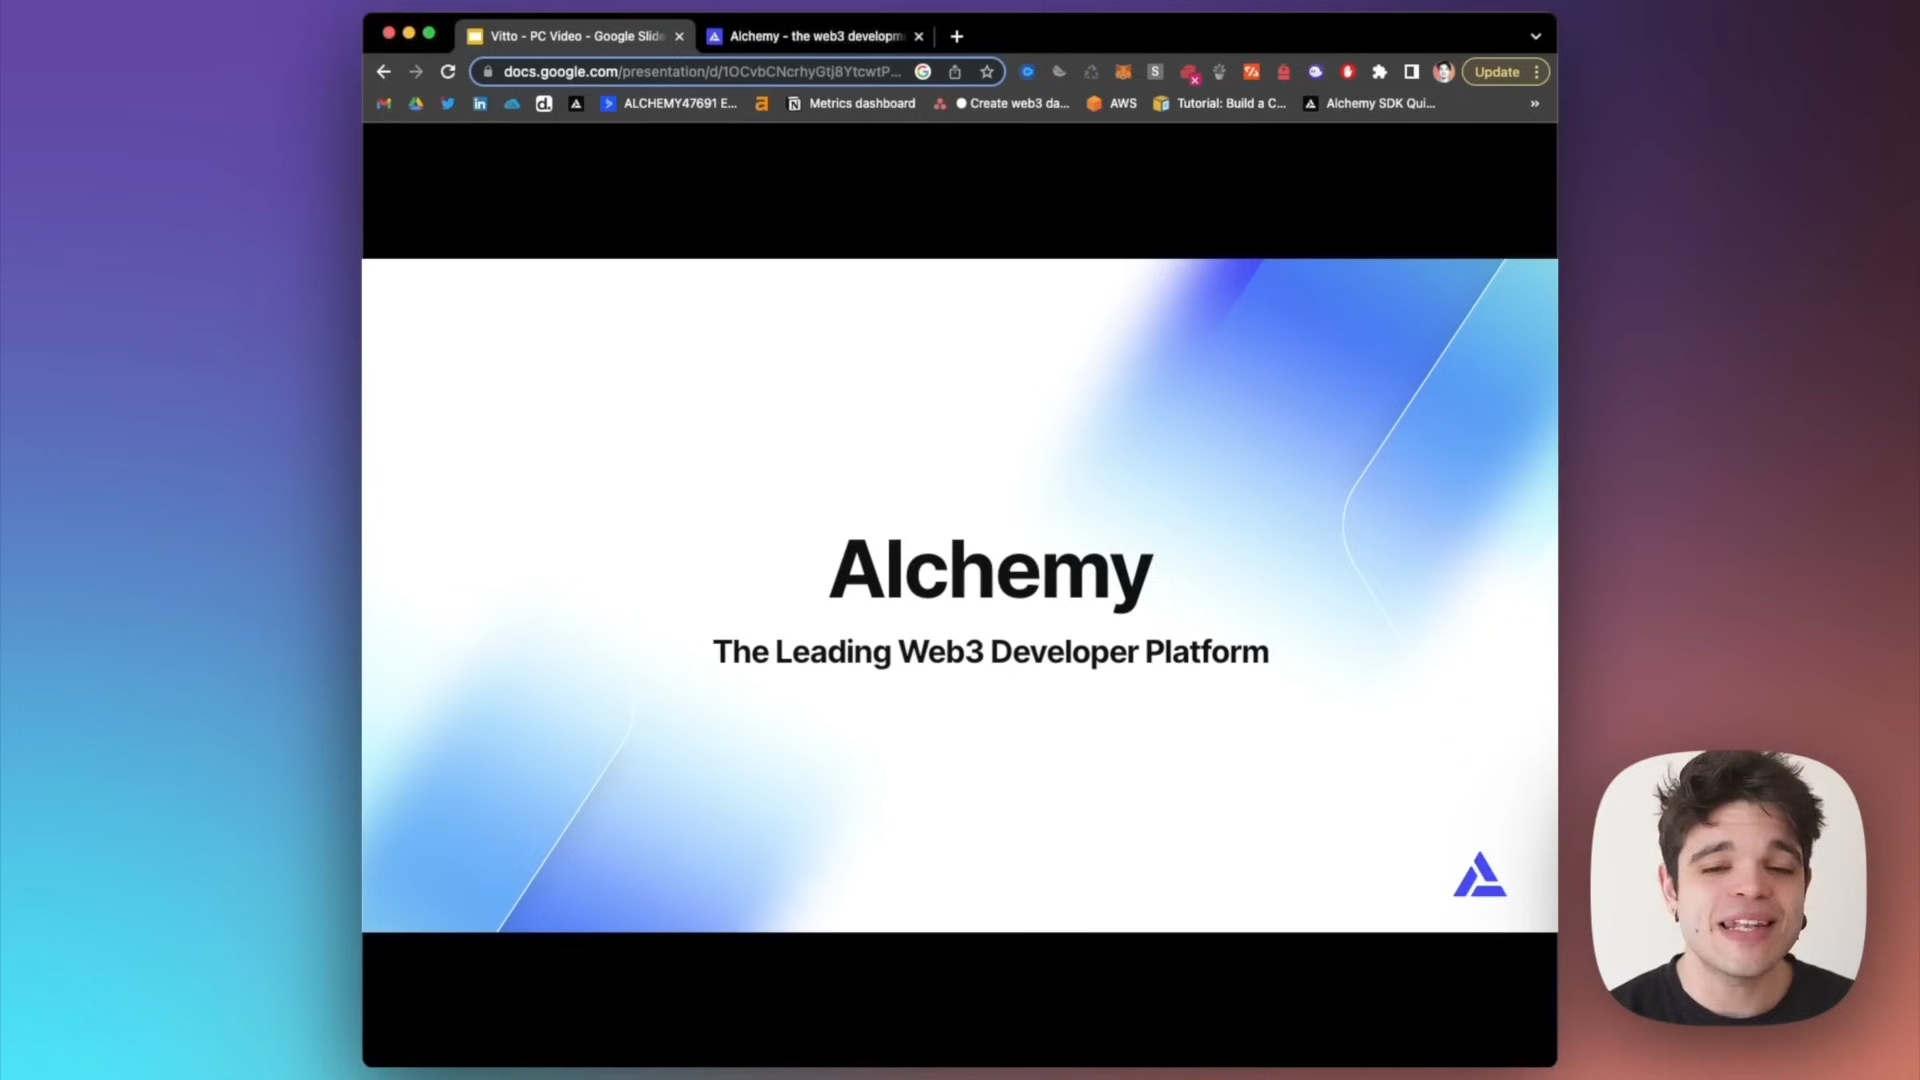 Vitto - PC Video - Google Slide
Alchemy - the web3 developm
docs.google.com/presentation/d/1OCvbCNcrhyGtj8YtcwtP...
S
Update
d.
ALCHEMY47691 E...
Metrics dashboard
Create web3 da...
AWS
Tutorial: Build a C...
Alchemy SDK Qui...
Alchemy
The Leading Web3 Developer Platform